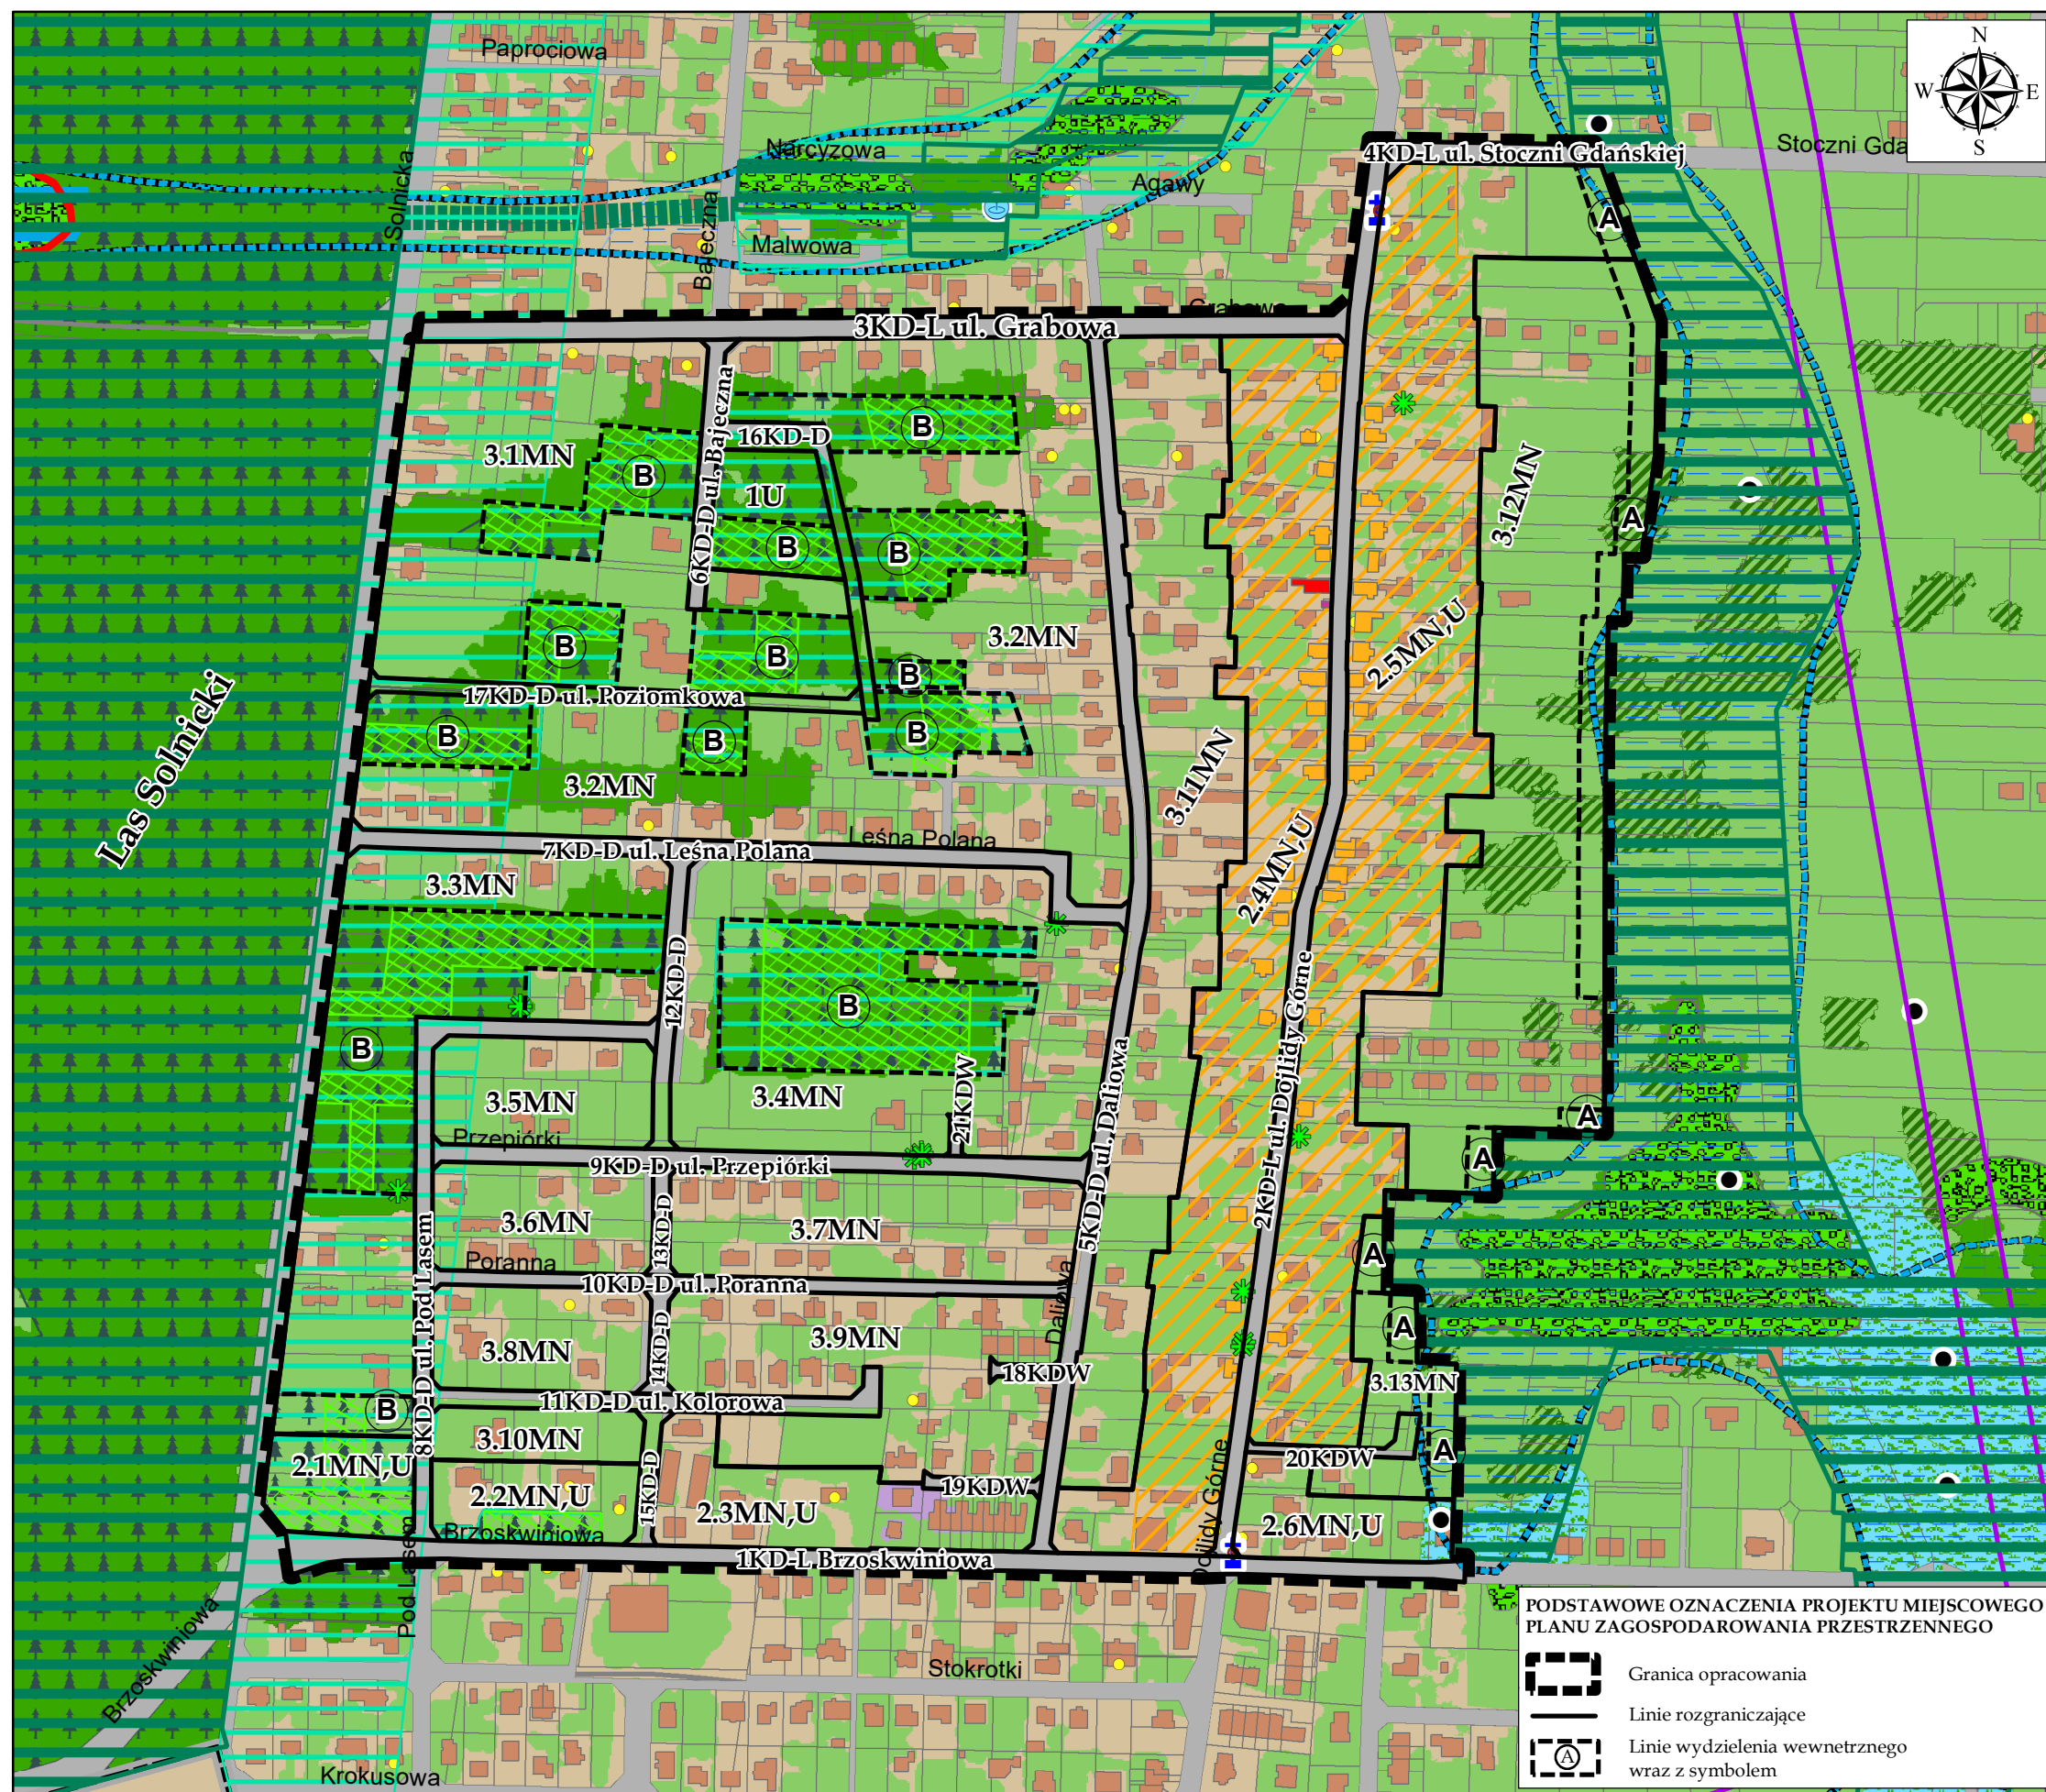 Paprociowa
N
W
E
S
Narcyzowa
Stoczni Gda
4KD-L ul. Stoczni Gdańskiej
Solnicka
Agawy
Bajeczna
Malwowa
A
Grabowa
3KD-L ul. Grabowa
6KD-D ul. Bajeczna
16KD-D
B
3.1MN
B
1U
3.12MN
A
B
B
3.2MN
2.5MN,U
B
B
B
17KD-D ul. Poziomkowa
Las Solnicki
B
B
B
3.11MN
3.2MN
Leśna Polana
7KD-D ul. Leśna Polana
2.4MN,U
3.3MN
12KD-D
B
B
2KD-L ul. Dojlidy Górne
5KD-D ul. Daliowa
3.5MN
3.4MN
21KDW
A
Przepiórki
9KD-D ul. Przepiórki
A
3.6MN
13KD-D
3.7MN
8KD-D ul. Pod Lasem
Poranna
10KD-D ul. Poranna
Daliowa
A
3.8MN
14KD-D
3.9MN
A
18KDW
3.13MN
11KD-D ul. Kolorowa
B
3.10MN
A
20KDW
2.1MN,U
2.2MN,U
15KD-D
2.3MN,U
19KDW
Dojlidy Górne
2.6MN,U
Brzoskwiniowa
Pod Lasem
1KD-L Brzoskwiniowa
Brzoskwiniowa
Stokrotki
Krokusowa
PODSTAWOWE OZNACZENIA PROJEKTU MIEJSCOWEGO
PLANU ZAGOSPODAROWANIA PRZESTRZENNEGO
Granica opracowania
Linie rozgraniczające
A
Linie wydzielenia wewnetrznego
wraz z symbolem